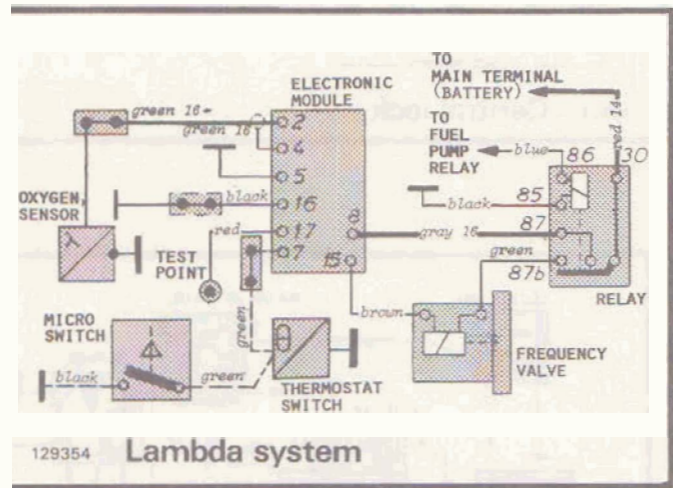 TO
MAIN TERMINAL
(BATTERY)
ELECTRONIC
MODULE
TO
FUEL
PUMP
RELAY
green 16
green 16
2
4
5
16
17
7
8
15
blue
86
30
red 14
85
black
87
gray 16
green
87b
RELAY
OXYGEN
SENSOR
λ
black
red
TEST
POINT
green
MICRO
SWITCH
black
green
THERMOSTAT
SWITCH
brown
FREQUENCY
VALVE
129354 Lambda system